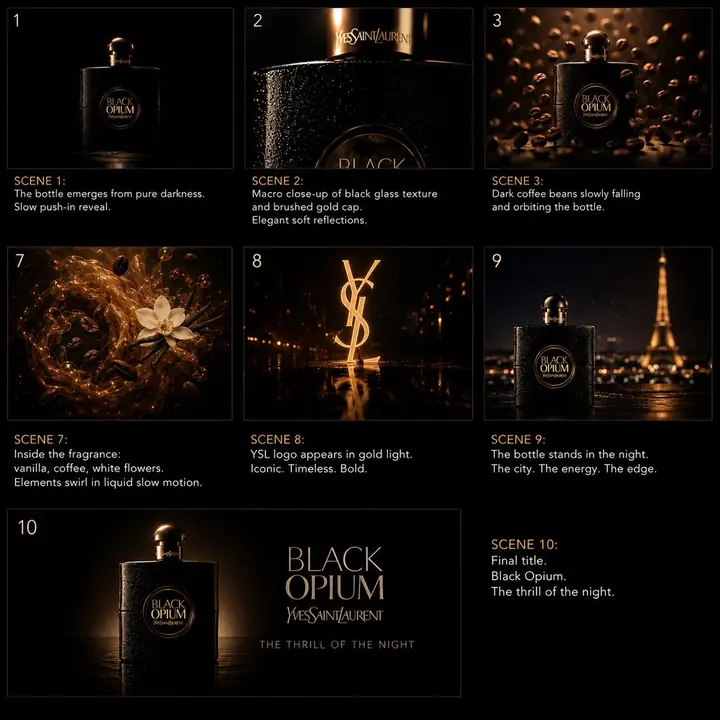 1
BLACK
OPIUM
YvesSaintLaurent
SCENE 1:
The bottle emerges from pure darkness.
Slow push-in reveal.
2
YvesSaintLaurent
BLACK
SCENE 2:
Macro close-up of black glass texture
and brushed gold cap.
Elegant soft reflections.
3
BLACK
OPIUM
YvesSaintLaurent
SCENE 3:
Dark coffee beans slowly falling
and orbiting the bottle.
7
SCENE 7:
Inside the fragrance:
vanilla, coffee, white flowers.
Elements swirl in liquid slow motion.
8
YSL
SCENE 8:
YSL logo appears in gold light.
Iconic. Timeless. Bold.
9
BLACK
OPIUM
YvesSaintLaurent
SCENE 9:
The bottle stands in the night.
The city. The energy. The edge.
10
BLACK
OPIUM
YvesSaintLaurent
BLACK
OPIUM
YvesSaintLaurent
THE THRILL OF THE NIGHT
SCENE 10:
Final title.
Black Opium.
The thrill of the night.